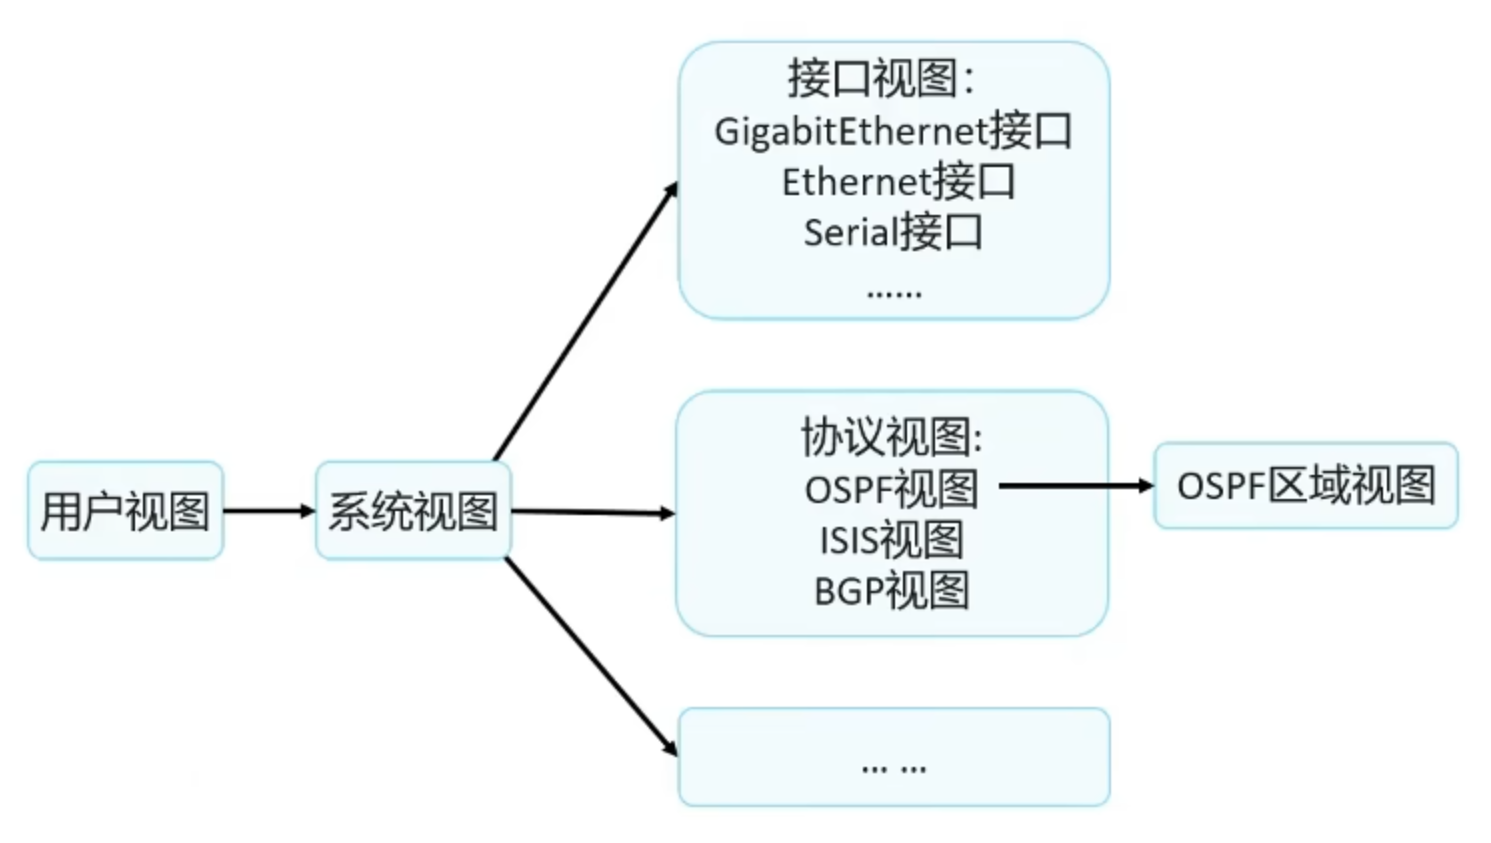 接口视图：
GigabitEthernet接口
Ethernet接口
Serial接口
……
用户视图
系统视图
协议视图:
OSPF视图
ISIS视图
BGP视图
OSPF区域视图
... ...